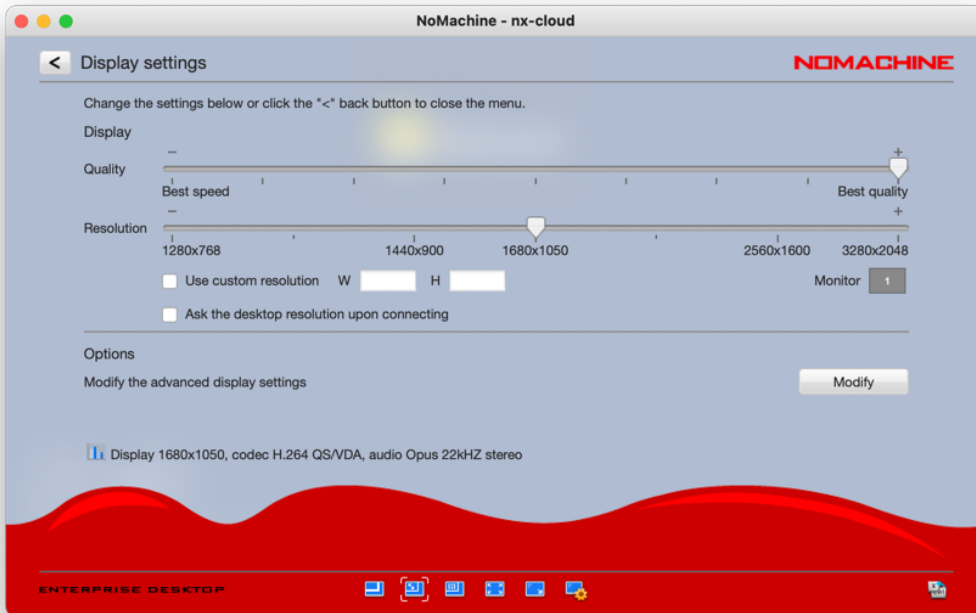 NoMachine - nx-cloud
< Display settings
NOMACHINE
Change the settings below or click the "<" back button to close the menu.
Display
Quality
− +
Best speed Best quality
Resolution
− +
1280x768 1440x900 1680x1050 2560x1600 3280x2048
Use custom resolution W H Monitor 1
Ask the desktop resolution upon connecting
Options
Modify the advanced display settings Modify
Display 1680x1050, codec H.264 QS/VDA, audio Opus 22kHZ stereo
ENTERPRISE DESKTOP